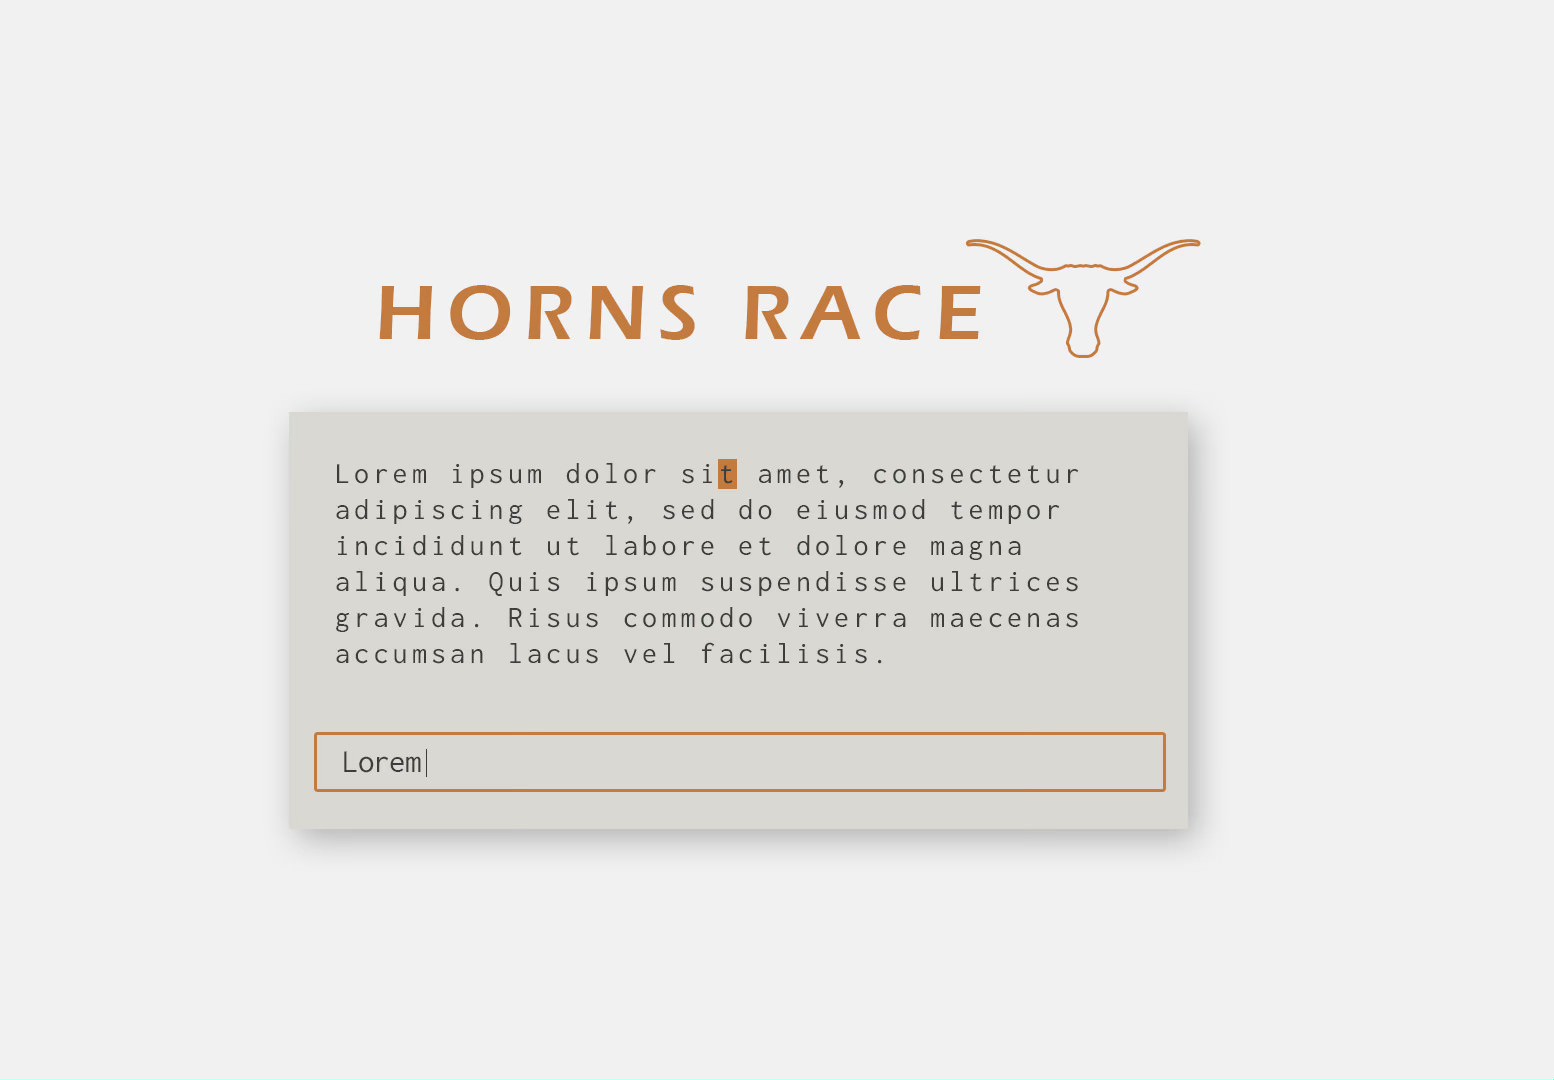 HORNS RACE
Lorem ipsum dolor sit amet, consectetur
adipiscing elit, sed do eiusmod tempor
incididunt ut labore et dolore magna
aliqua. Quis ipsum suspendisse ultrices
gravida. Risus commodo viverra maecenas
accumsan lacus vel facilisis.
Lorem